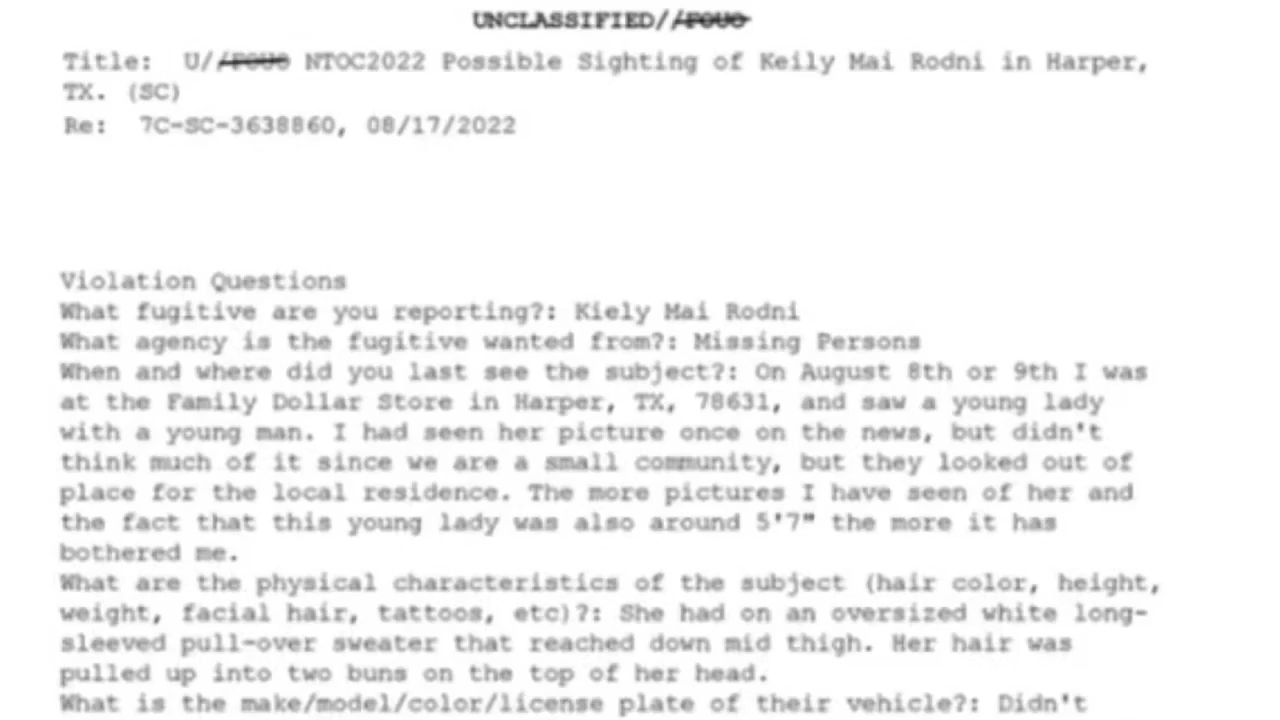 UNCLASSIFIED//FOUO
Title:  U//FOUO NTOC2022 Possible Sighting of Keily Mai Rodni in Harper,
TX. (SC)
Re:  7C-SC-3638860, 08/17/2022
Violation Questions
What fugitive are you reporting?: Kiely Mai Rodni
What agency is the fugitive wanted from?: Missing Persons
When and where did you last see the subject?: On August 8th or 9th I was
at the Family Dollar Store in Harper, TX, 78631, and saw a young lady
with a young man. I had seen her picture once on the news, but didn't
think much of it since we are a small community, but they looked out of
place for the local residence. The more pictures I have seen of her and
the fact that this young lady was also around 5'7" the more it has
bothered me.
What are the physical characteristics of the subject (hair color, height,
weight, facial hair, tattoos, etc)?: She had on an oversized white long-
sleeved pull-over sweater that reached down mid thigh. Her hair was
pulled up into two buns on the top of her head.
What is the make/model/color/license plate of their vehicle?: Didn't